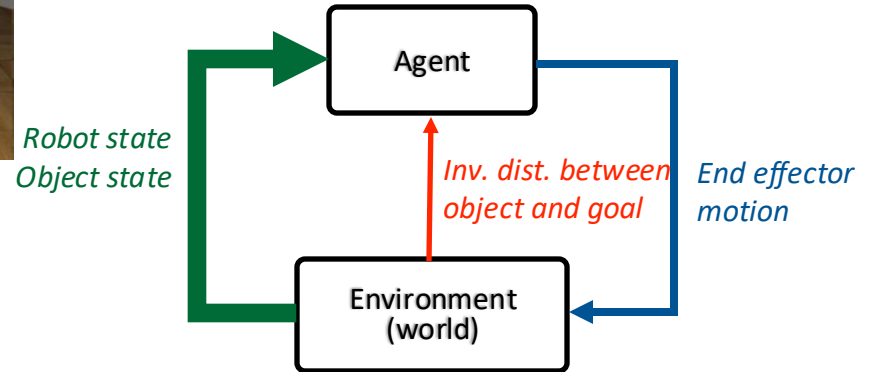 Agent
Robot state
Object state
Inv. dist. between
object and goal
End effector
motion
Environment
(world)